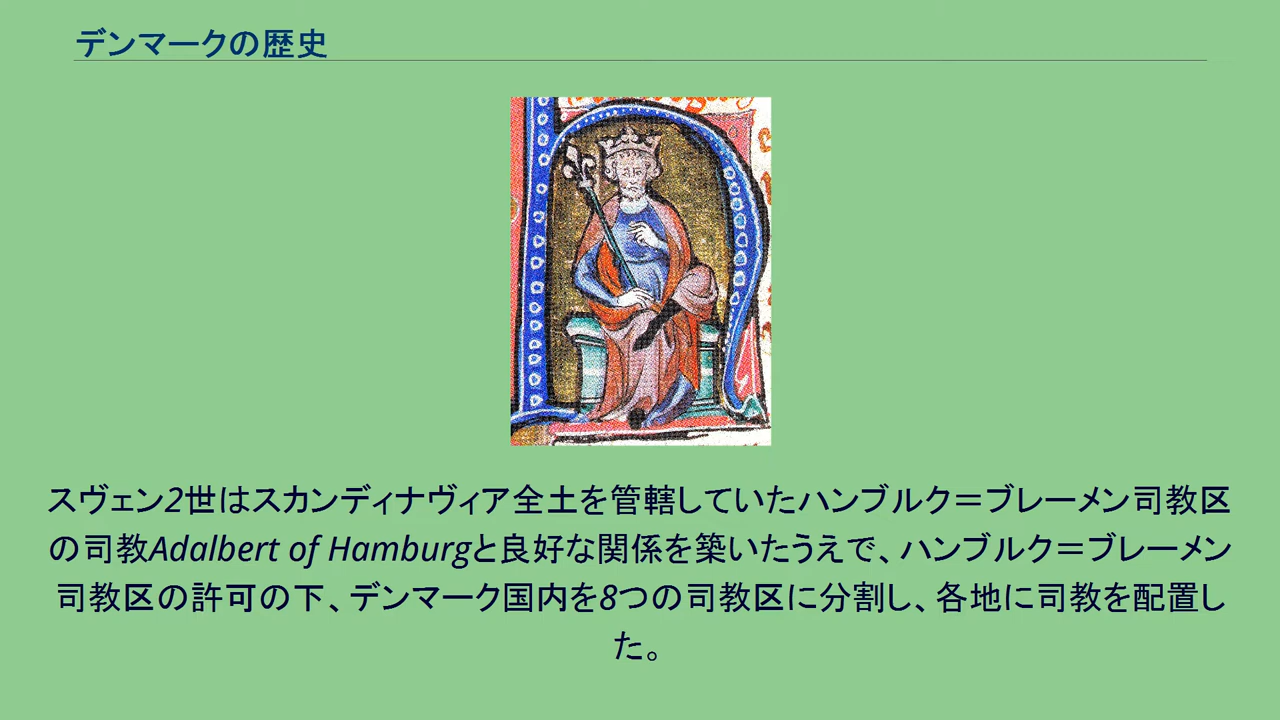 デンマークの歴史
スヴェン2世はスカンディナヴィア全土を管轄していたハンブルク＝ブレーメン司教区
の司教Adalbert of Hamburgと良好な関係を築いたうえで、ハンブルク＝ブレーメン
司教区の許可の下、デンマーク国内を8つの司教区に分割し、各地に司教を配置し
た。